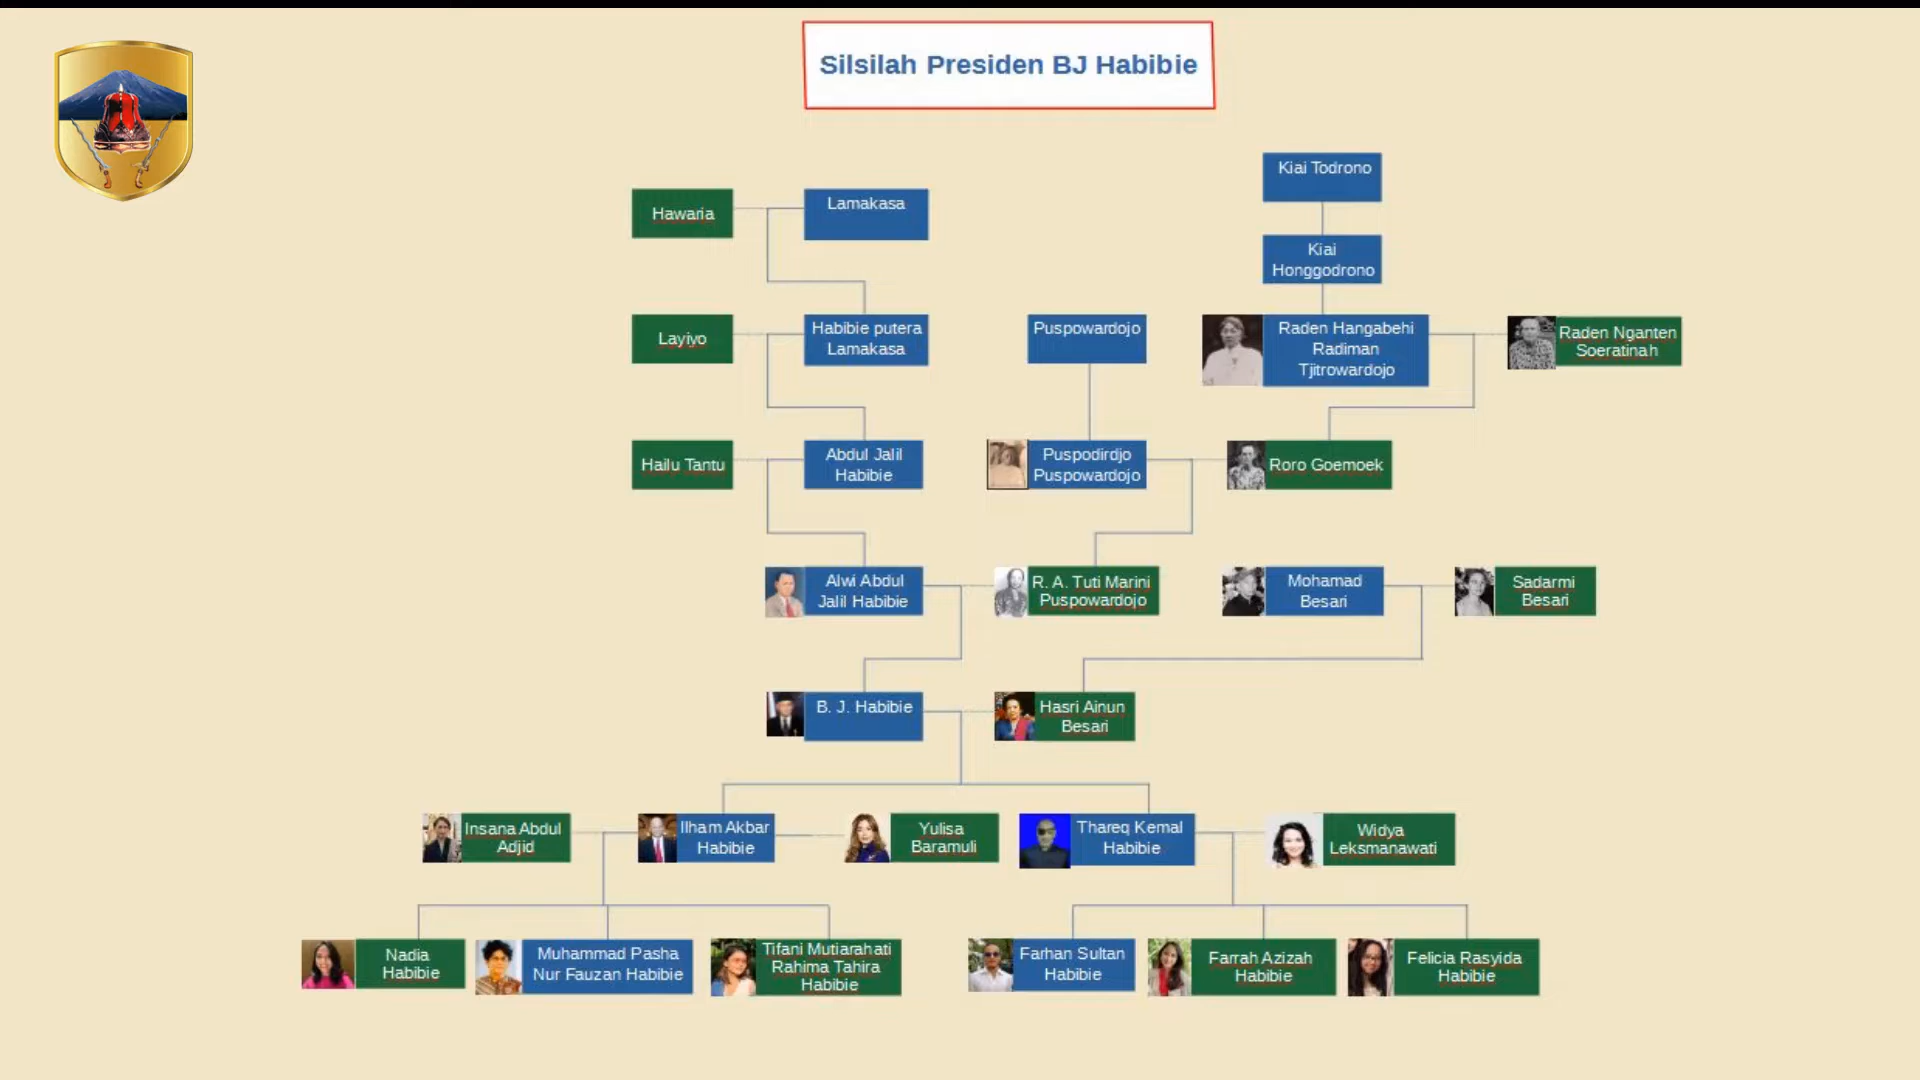 Silsilah Presiden BJ Habibie
Kiai Todrono
Hawaria
Lamakasa
Kiai
Honggodrono
Layiyo
Habibie putera
Lamakasa
Puspowardojo
Raden Hangabehi
Radiman
Tjitrowardojo
Raden Nganten
Soeratinah
Hailu Tantu
Abdul Jalil
Habibie
Puspodirdjo
Puspowardojo
Roro Goemoek
Alwi Abdul
Jalil Habibie
R. A. Tuti Marini
Puspowardojo
Mohamad
Besari
Sadarmi
Besari
B. J. Habibie
Hasri Ainun
Besari
Insana Abdul
Adjid
Ilham Akbar
Habibie
Yulisa
Baramuli
Thareq Kemal
Habibie
Widya
Leksmanawati
Nadia
Habibie
Muhammad Pasha
Nur Fauzan Habibie
Tifani Mutiarahati
Rahima Tahira
Habibie
Farhan Sultan
Habibie
Farrah Azizah
Habibie
Felicia Rasyida
Habibie